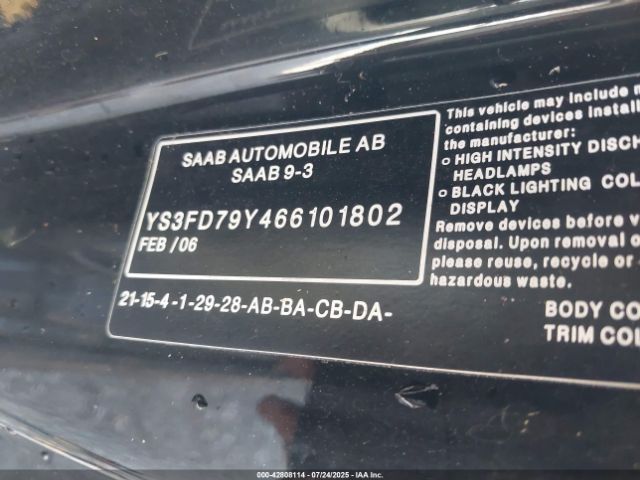 SAAB AUTOMOBILE AB
SAAB 9-3
YS3FD79Y466101802
FEB /06
21-15-4-1-29-28-AB-BA-CB-DA-
This vehicle may include
containing devices install
the manufacturer:
o HIGH INTENSITY DISCH
HEADLAMPS
o BLACK LIGHTING COL
DISPLAY
Remove devices before v
disposal. Upon removal o
please reuse, recycle or
hazardous waste.
BODY CO
TRIM COL
000-42808114 - 07/24/2025 - IAAI Inc.